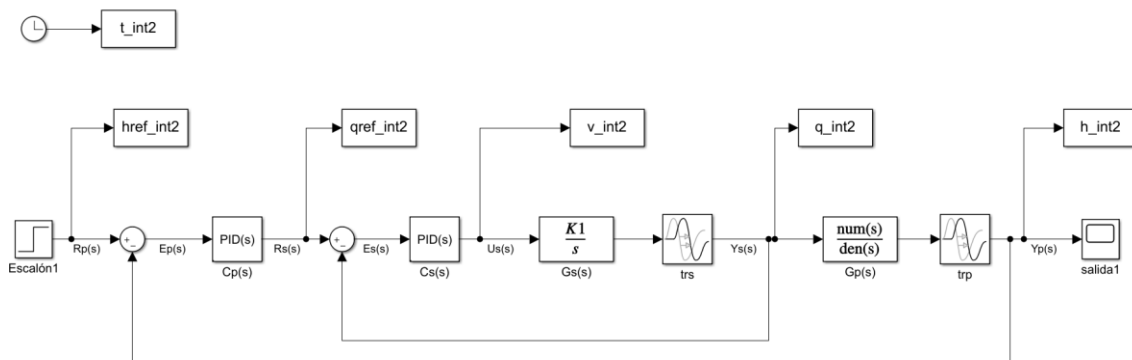 t_int2
href_int2
qref_int2
v_int2
q_int2
h_int2
Escalón1
Rp(s)
+
−
Ep(s)
PID(s)
Cp(s)
Rs(s)
+
−
Es(s)
PID(s)
Cs(s)
Us(s)
K1
s
Gs(s)
trs
Ys(s)
num(s)
den(s)
Gp(s)
trp
Yp(s)
salida1